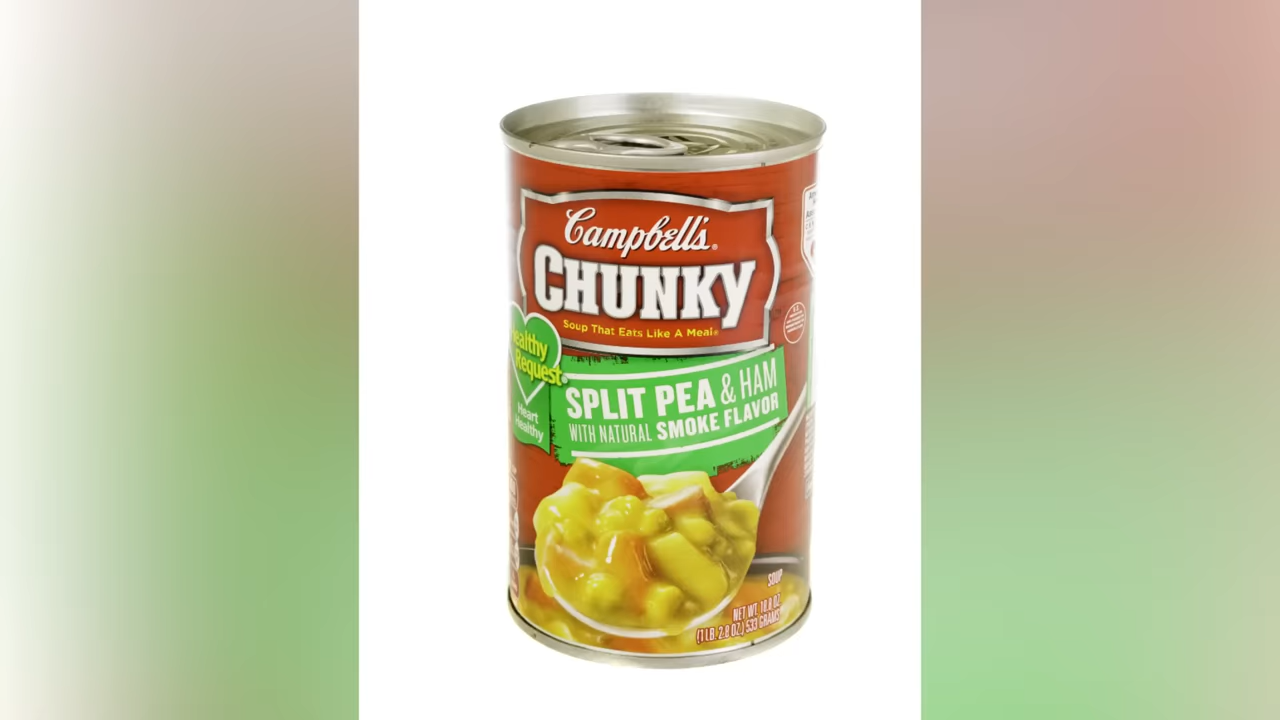 Campbell's®
CHUNKY
Soup That Eats Like A Meal®
Healthy
Request®
Heart
Healthy
SPLIT PEA & HAM
WITH NATURAL SMOKE FLAVOR
SOUP
NET WT. 18.8 OZ.
(1 LB. 2.8 OZ.) 533 GRAMS